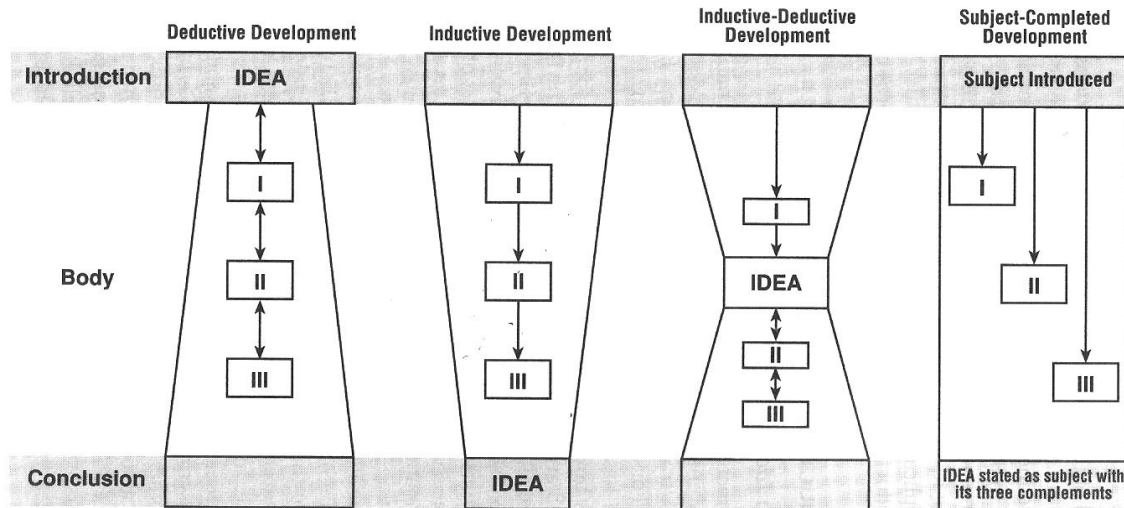 Deductive Development
Inductive Development
Inductive-Deductive
Development
Subject-Completed
Development
Introduction
IDEA
Subject Introduced
I
I
I
I
Body
II
II
IDEA
II
II
III
III
III
III
Conclusion
IDEA
IDEA stated as subject with
its three complements